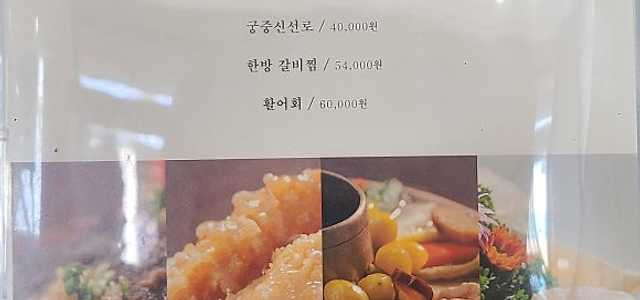 궁중신선로 / 40,000원
한방 갈비찜 / 54,000원
활어회 / 60,000원